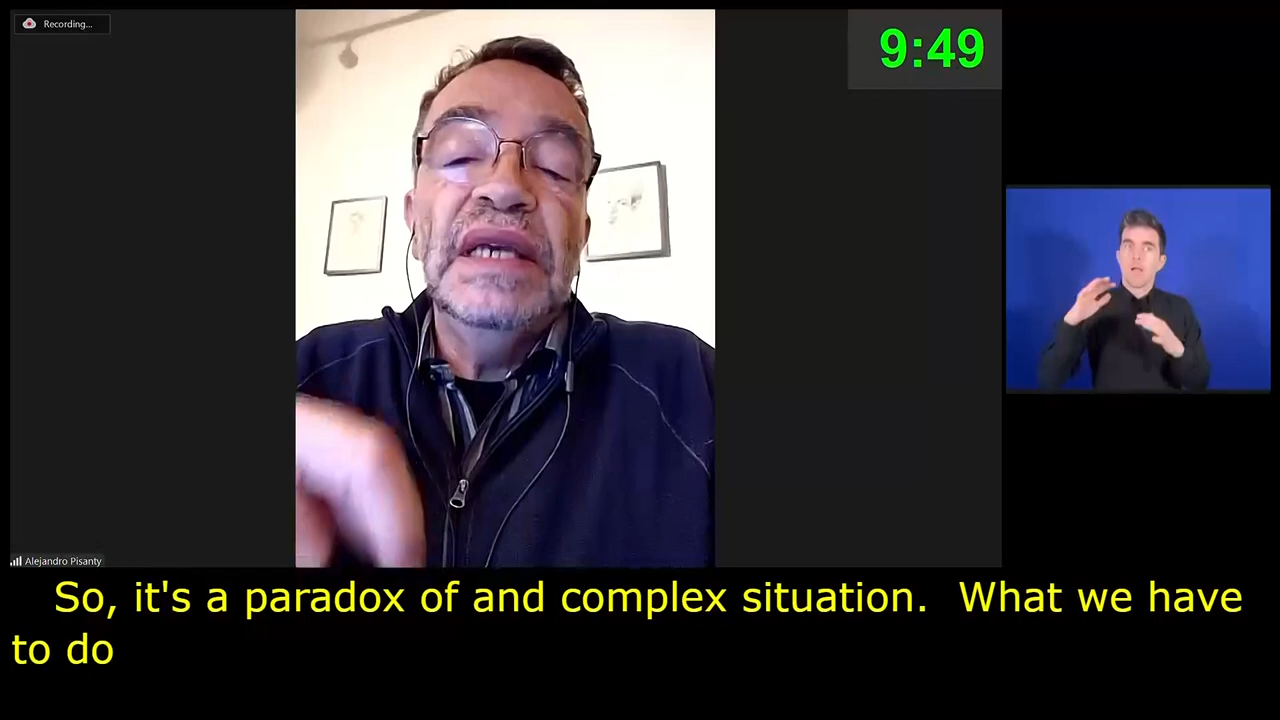 Recording...
9:49
Alejandro Pisanty
So, it's a paradox of and complex situation.  What we have
to do